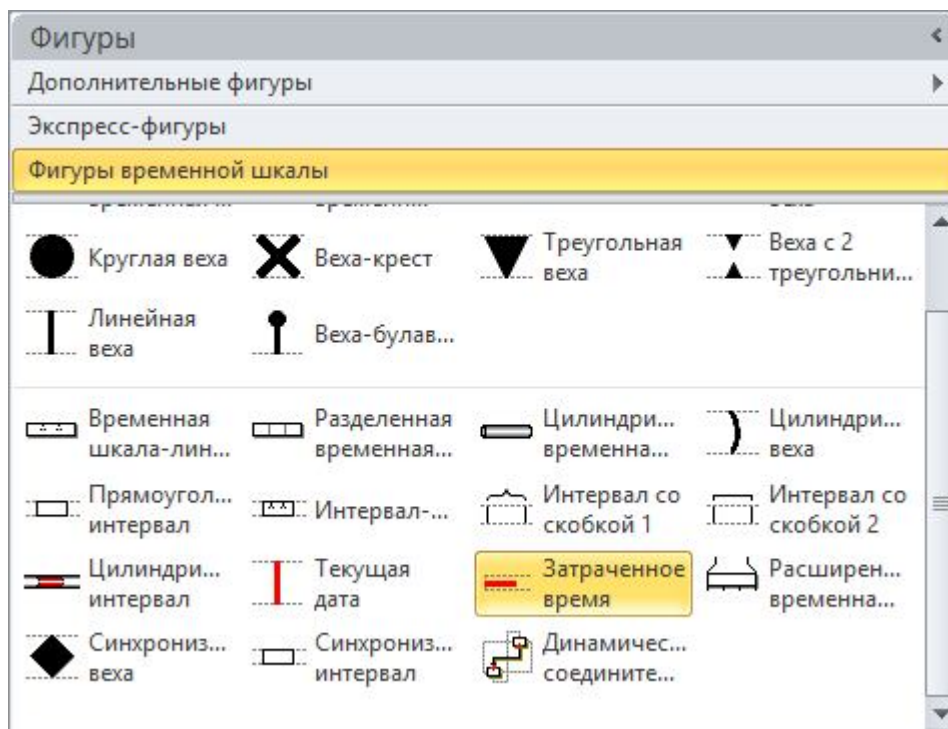 Фигуры
Дополнительные фигуры
Экспресс-фигуры
Фигуры временной шкалы
Круглая веха
Веха-крест
Треугольная
веха
Веха с 2
треугольни...
Линейная
веха
Веха-булав...
Временная
шкала-лин...
Разделенная
временная...
Цилиндри...
временна...
Цилиндри...
веха
Прямоугол...
интервал
Интервал-...
Интервал со
скобкой 1
Интервал со
скобкой 2
Цилиндри...
интервал
Текущая
дата
Затраченное
время
Расширен...
временна...
Синхрониз...
веха
Синхрониз...
интервал
Динамичес...
соедините...